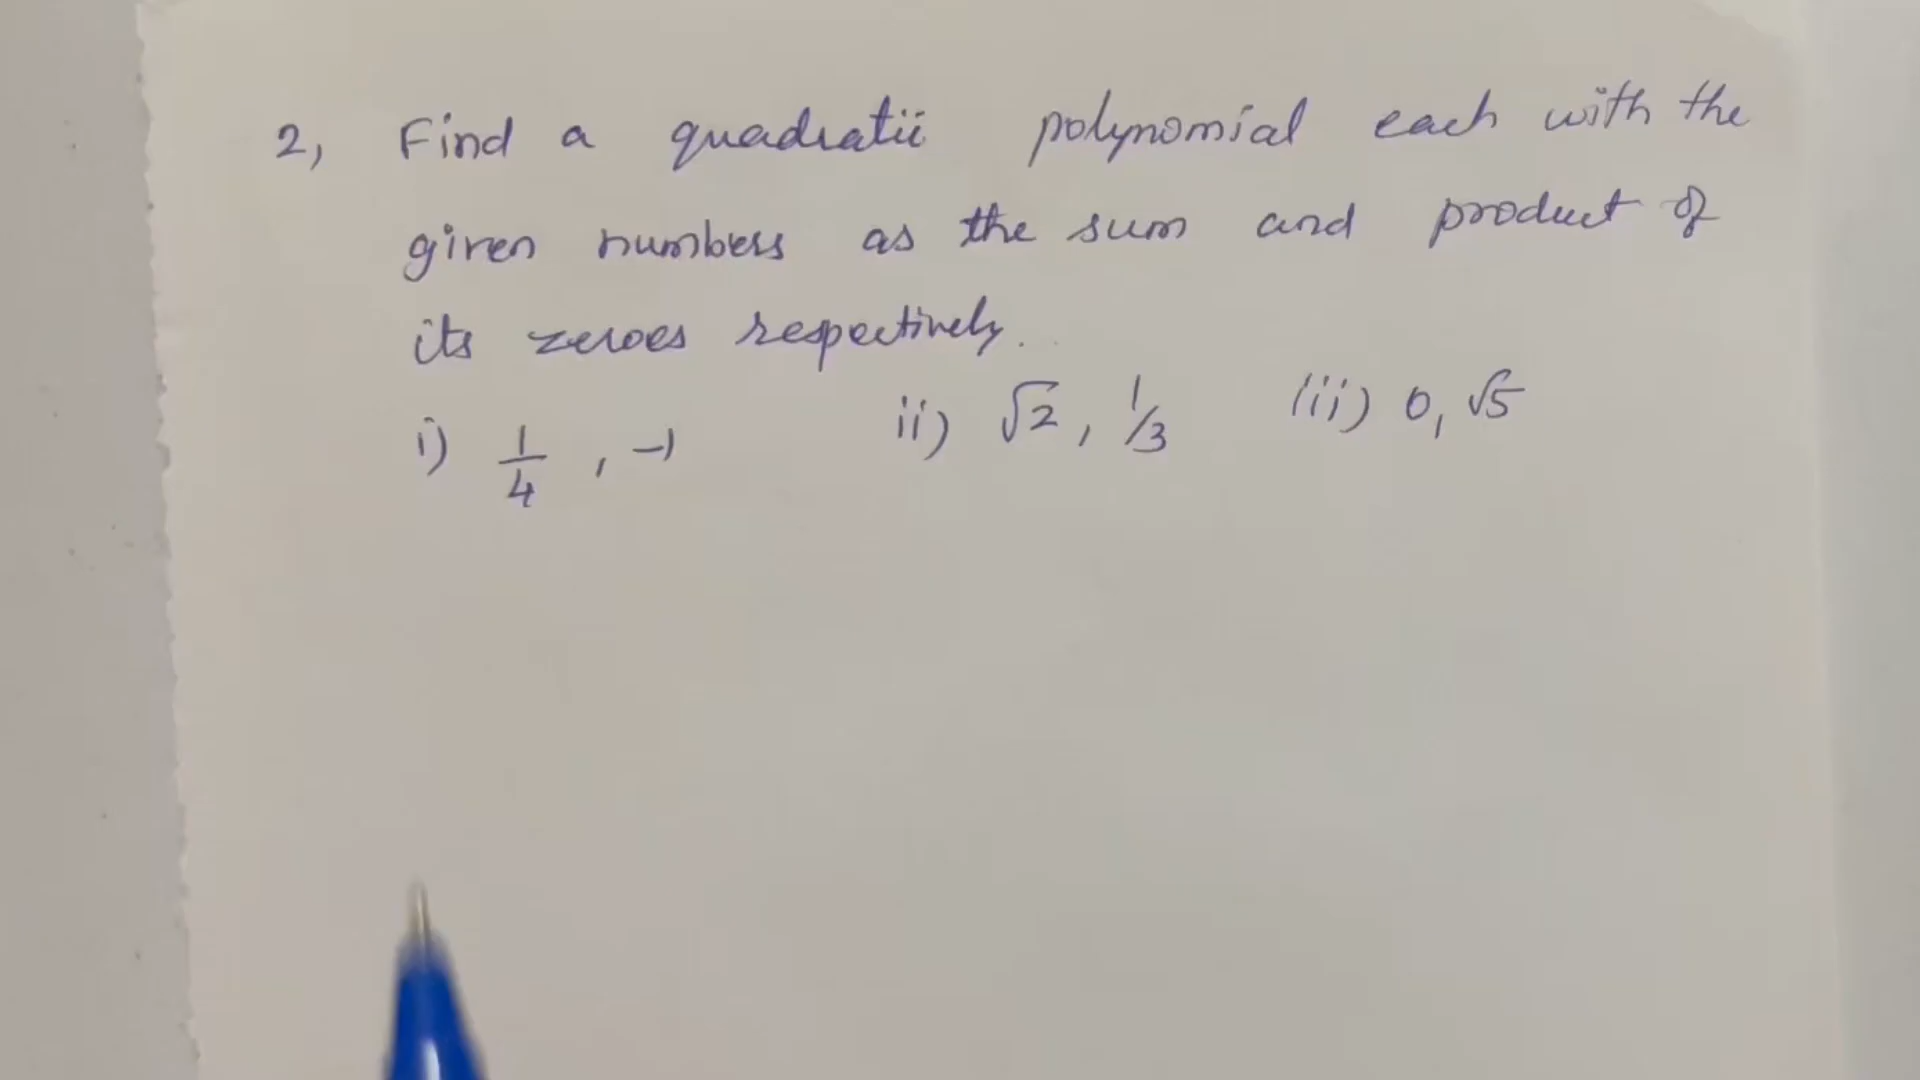 2, Find a quadratic polynomial each with the
given numbers as the sum and product of
its zeroes respectively.
i) 1/4 , -1 ii) √2 , 1/3 (iii) 0, √5